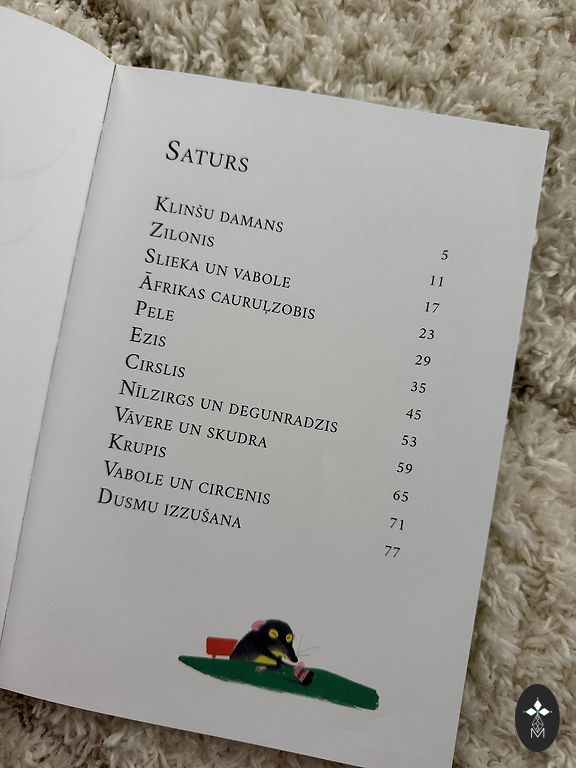 Saturs
Klinšu damans 5
Zilonis 11
Slieka un vabole 17
Āfrikas cauruļzobis 23
Pele 29
Ezis 35
Cirslis 45
Nīlzirgs un degunradzis 53
Vāvere un skudra 59
Krupis 65
Vabole un circenis 71
Dusmu izzušana 77
M